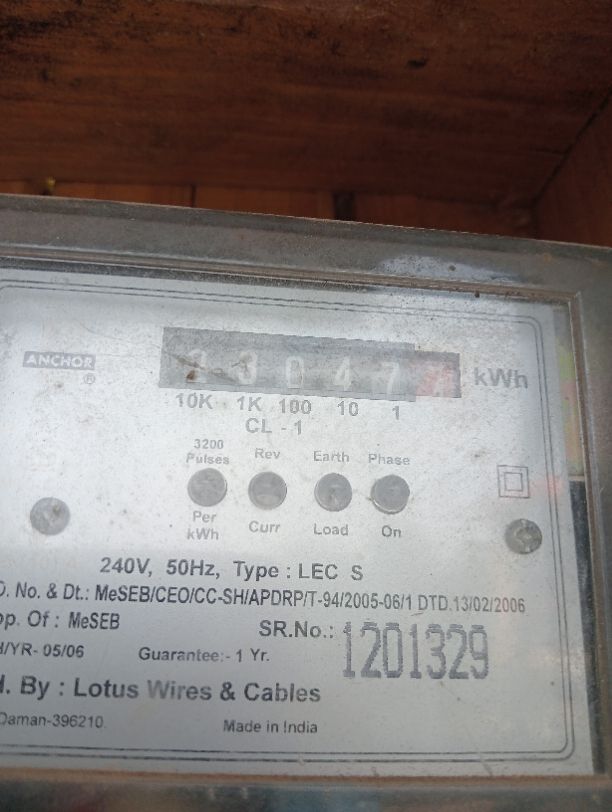 ANCHOR
®
3047
kWh
10K 1K 100 10 1
CL - 1
3200 Pulses Per kWh
Rev Curr
Earth Load
Phase On
240V, 50Hz, Type : LEC S
No. & Dt.: MeSEB/CEO/CC-SH/APDRP/T-94/2005-06/1 DTD.13/02/2006
Of : MeSEB
SR.No.: 1201329
/YR- 05/06 Guarantee:- 1 Yr.
By : Lotus Wires & Cables
Daman-396210. Made in India